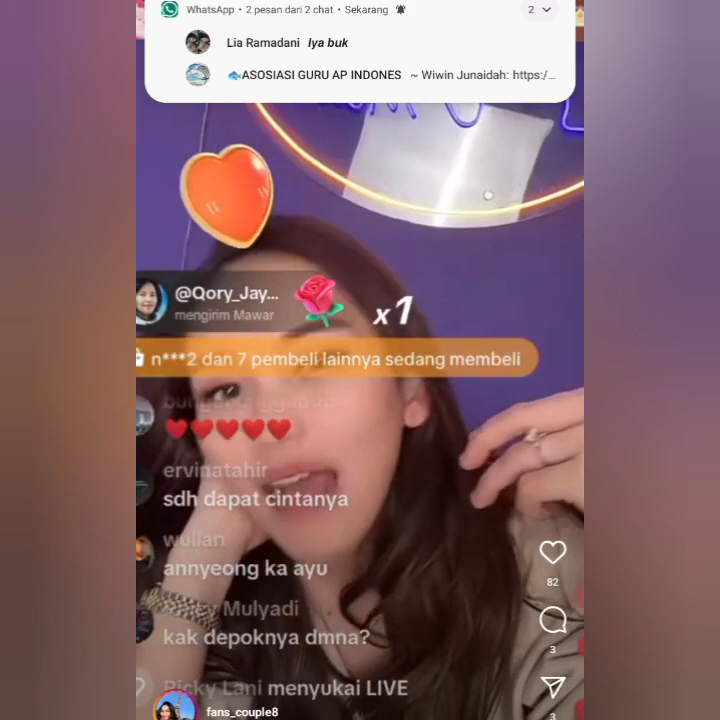 WhatsApp • 2 pesan dari 2 chat • Sekarang
2
Lia Ramadani Iya buk
🐟ASOSIASI GURU AP INDONES ~ Wiwin Junaidah: https:/...
@Qory_Jay...
mengirim Mawar
x1
n***2 dan 7 pembeli lainnya sedang membeli
❤️❤️❤️❤️❤️
ervinatahir
sdh dapat cintanya
wullan
annyeong ka ayu
Mulyadi
kak depoknya dmna?
Ricky Lani menyukai LIVE
82
3
3
fans_couple8